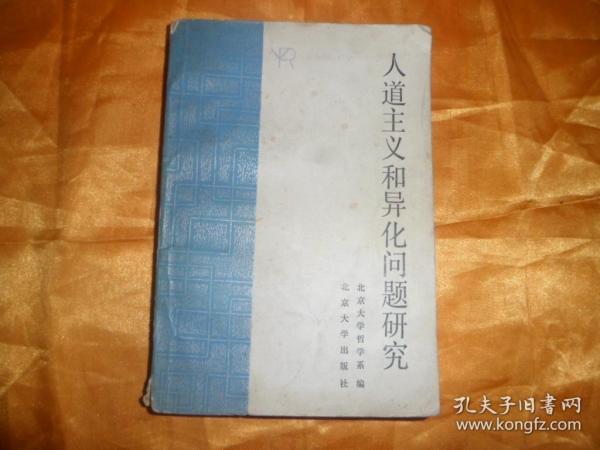 人道主义和异化问题研究
北京大学哲学系 编
北京大学出版社
孔夫子旧书网
www.kongfz.com